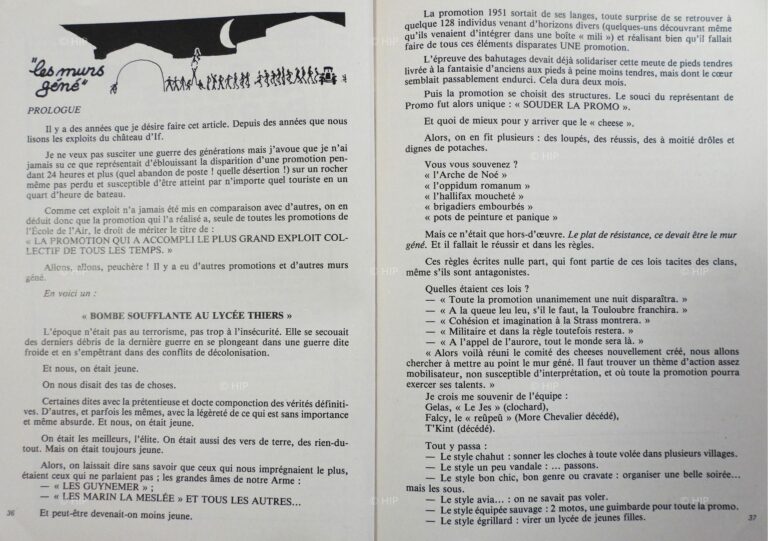 "les murs
géné"
PROLOGUE
Il y a des années que je désire faire cet article. Depuis des années que nous
lisons les exploits du château d'If.
Je ne veux pas susciter une guerre des générations mais j'avoue que je n'ai
jamais su ce que représentait d'éblouissant la disparition d'une promotion pen-
dant 24 heures et plus (quel abandon de poste ! quelle désertion !) sur un rocher
même pas perdu et susceptible d'être atteint par n'importe quel touriste en un
quart d'heure de bateau.
Comme cet exploit n'a jamais été mis en comparaison avec d'autres, on en
déduit donc que la promotion qui l'a réalisé a, seule de toutes les promotions de
l'École de l'Air, le droit de mériter le titre de :
« LA PROMOTION QUI A ACCOMPLI LE PLUS GRAND EXPLOIT COL-
LECTIF DE TOUS LES TEMPS. »
Allens, allons, peuchère ! Il y a eu d'autres promotions et d'autres murs
géné.
En voici un :
« BOMBE SOUFFLANTE AU LYCÉE THIERS »
L'époque n'était pas au terrorisme, pas trop à l'insécurité. Elle se secouait
des derniers débris de la dernière guerre en se plongeant dans une guerre dite
froide et en s'empêtrant dans des conflits de décolonisation.
Et nous, on était jeune.
On nous disait des tas de choses.
Certaines dites avec la prétentieuse et docte componction des vérités définiti-
ves. D'autres, et parfois les mêmes, avec la légèreté de ce qui est sans importance
et même absurde. Et nous, on était jeune.
On était les meilleurs, l'élite. On était aussi des vers de terre, des rien-du-
tout. Mais on était toujours jeune.
Alors, on laissait dire sans savoir que ceux qui nous imprégnaient le plus,
étaient ceux qui ne parlaient pas ; les grandes âmes de notre Arme :
— « LES GUYNEMER » ;
— « LES MARIN LA MESLÉE » ET TOUS LES AUTRES...
Et peut-être devenait-on moins jeune.
36
La promotion 1951 sortait de ses langes, toute surprise de se retrouver à
quelque 128 individus venant d'horizons divers (quelques-uns découvrant même
qu'ils venaient d'intégrer dans une boîte « mili ») et réalisant bien qu'il fallait
faire de tous ces éléments disparates UNE promotion.
L'épreuve des bahutages devait déjà solidariser cette meute de pieds tendres
livrée à la fantaisie d'anciens aux pieds à peine moins tendres, mais dont le cœur
semblait passablement endurci. Cela dura deux mois.
Puis la promotion se choisit des structures. Le souci du représentant de
Promo fut alors unique : « SOUDER LA PROMO ».
Et quoi de mieux pour y arriver que le « cheese ».
Alors, on en fit plusieurs : des loupés, des réussis, des à moitié drôles et
dignes de potaches.
Vous vous souvenez ?
« l'Arche de Noé »
« l'oppidum romanum »
« l'hallifax moucheté »
« brigadiers embourbés »
« pots de peinture et panique »
Mais ce n'était que hors-d'œuvre. Le plat de résistance, ce devait être le mur
géné. Et il fallait le réussir et dans les règles.
Ces règles écrites nulle part, qui font partie de ces lois tacites des clans,
même s'ils sont antagonistes.
Quelles étaient ces lois ?
— « Toute la promotion unanimement une nuit disparaîtra. »
— « A la queue leu leu, s'il le faut, la Touloubre franchira. »
— « Cohésion et imagination à la Strass montrera. »
— « Militaire et dans la règle toutefois restera. »
— « A l'appel de l'aurore, tout le monde sera là. »
« Alors voilà réuni le comité des cheeses nouvellement créé, nous allons
chercher à mettre au point le mur géné. Il faut trouver un thème d'action assez
mobilisateur, non susceptible d'interprétation, et où toute la promotion pourra
exercer ses talents. »
Je crois me souvenir de l'équipe :
Gelas, « Le Jes » (clochard),
Falcy, le « reûpeû » (More Chevalier décédé),
T'Kint (décédé).
Tout y passa :
— Le style chahut : sonner les cloches à toute volée dans plusieurs villages.
— Le style un peu vandale : ... passons.
— Le style bon chic, bon genre ou cravate : organiser une belle soirée...
mais les sous.
— Le style avia... : on ne savait pas voler.
— Le style équipée sauvage : 2 motos, une guimbarde pour toute la promo.
— Le style égrillard : virer un lycée de jeunes filles.
37
© HIP